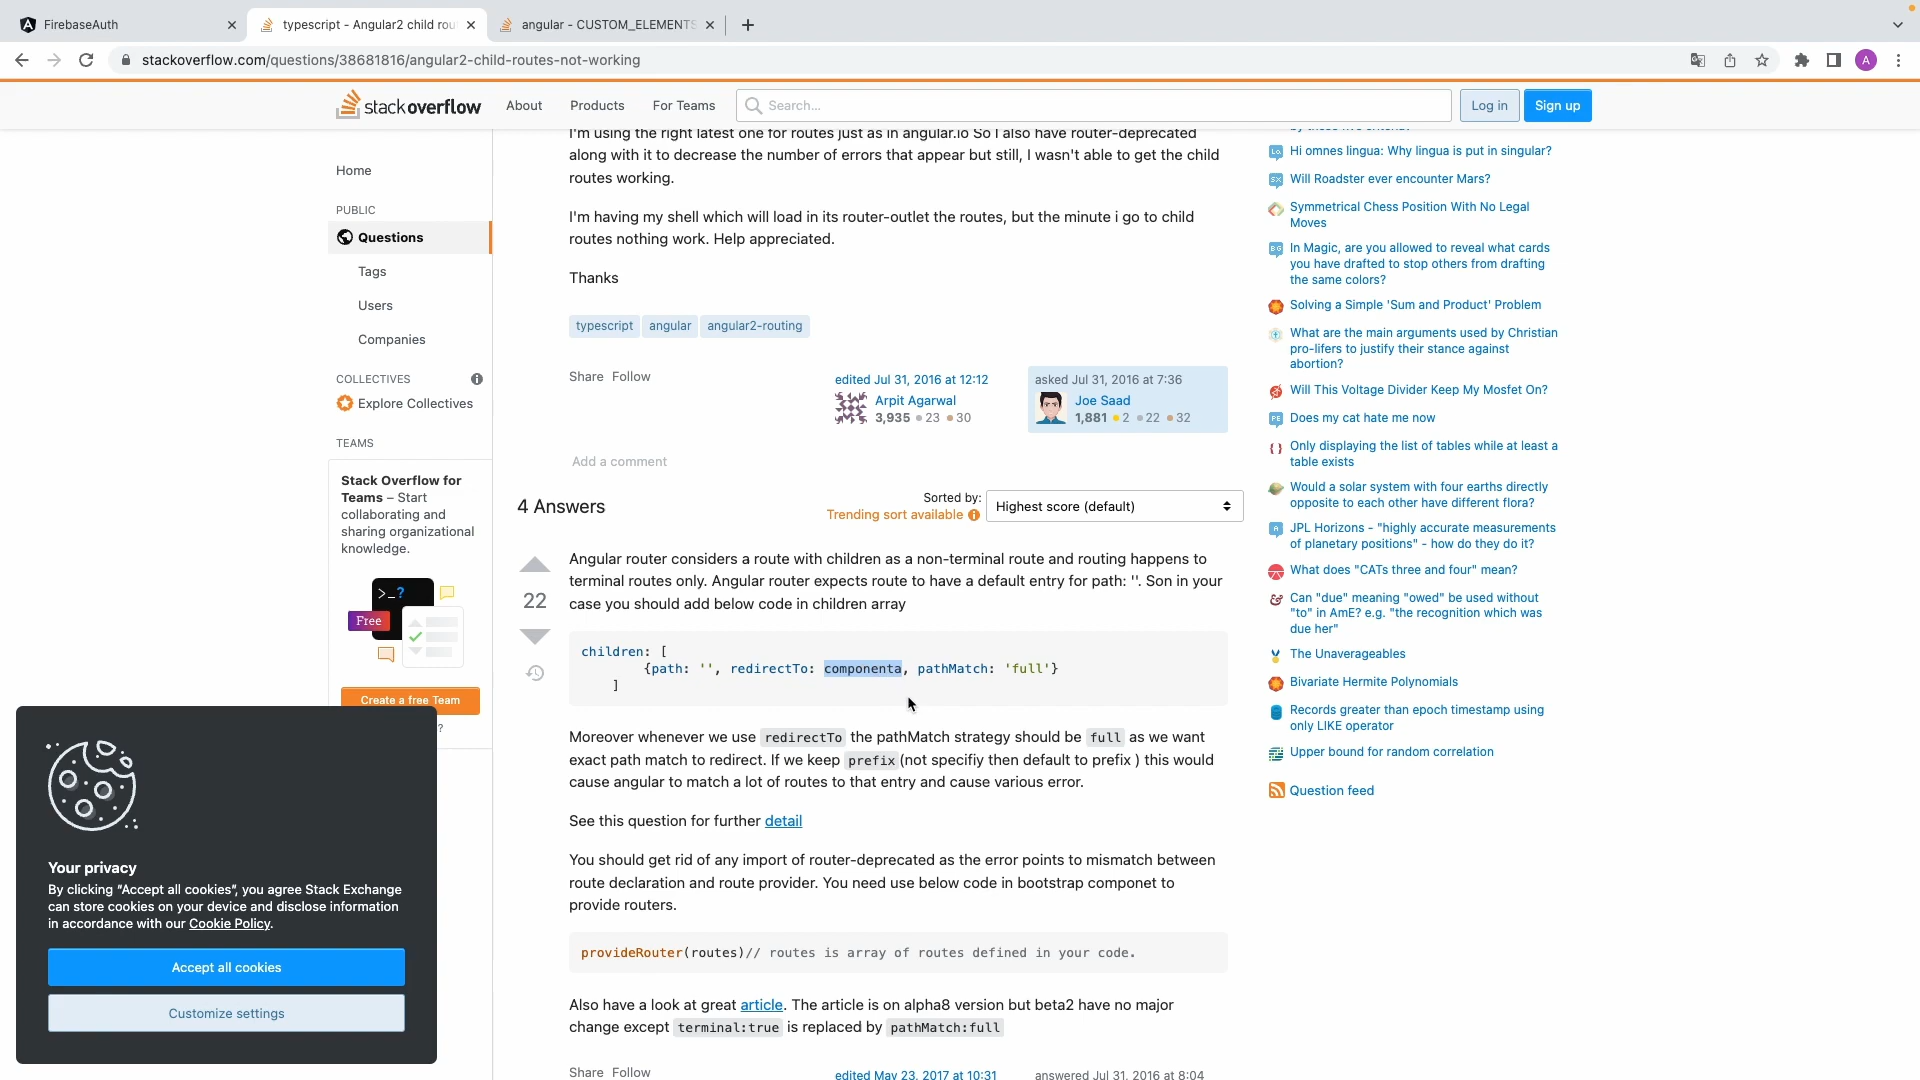 FirebaseAuth
typescript - Angular2 child rou
angular - CUSTOM_ELEMENTS
stackoverflow.com/questions/38681816/angular2-child-routes-not-working
A
stackoverflow
About
Products
For Teams
Search...
Log in
Sign up
Home
PUBLIC
Questions
Tags
Users
Companies
COLLECTIVES
Explore Collectives
TEAMS
Stack Overflow for
Teams – Start
collaborating and
sharing organizational
knowledge.
>_?
Free
Create a free Team
?
I'm using the right latest one for routes just as in angular.io So I also have router-deprecated
along with it to decrease the number of errors that appear but still, I wasn't able to get the child
routes working.
I'm having my shell which will load in its router-outlet the routes, but the minute i go to child
routes nothing work. Help appreciated.
Thanks
typescript angular angular2-routing
Share Follow
edited Jul 31, 2016 at 12:12
Arpit Agarwal
3,935 23 30
asked Jul 31, 2016 at 7:36
Joe Saad
1,881 2 22 32
Add a comment
4 Answers
Sorted by:
Trending sort available
Highest score (default)
22
Angular router considers a route with children as a non-terminal route and routing happens to
terminal routes only. Angular router expects route to have a default entry for path: ''. Son in your
case you should add below code in children array
children: [
{path: '', redirectTo: componenta, pathMatch: 'full'}
]
Moreover whenever we use redirectTo the pathMatch strategy should be full as we want
exact path match to redirect. If we keep prefix (not specifiy then default to prefix ) this would
cause angular to match a lot of routes to that entry and cause various error.
See this question for further detail
You should get rid of any import of router-deprecated as the error points to mismatch between
route declaration and route provider. You need use below code in bootstrap componet to
provide routers.
provideRouter(routes)// routes is array of routes defined in your code.
Also have a look at great article. The article is on alpha8 version but beta2 have no major
change except terminal:true is replaced by pathMatch:full
Share Follow
edited May 23, 2017 at 10:31
answered Jul 31, 2016 at 8:04
by these five criteria?
Hi omnes lingua: Why lingua is put in singular?
Will Roadster ever encounter Mars?
Symmetrical Chess Position With No Legal
Moves
In Magic, are you allowed to reveal what cards
you have drafted to stop others from drafting
the same colors?
Solving a Simple 'Sum and Product' Problem
What are the main arguments used by Christian
pro-lifers to justify their stance against
abortion?
Will This Voltage Divider Keep My Mosfet On?
Does my cat hate me now
Only displaying the list of tables while at least a
table exists
Would a solar system with four earths directly
opposite to each other have different flora?
JPL Horizons - "highly accurate measurements
of planetary positions" - how do they do it?
What does "CATs three and four" mean?
Can "due" meaning "owed" be used without
"to" in AmE? e.g. "the recognition which was
due her"
The Unaverageables
Bivariate Hermite Polynomials
Records greater than epoch timestamp using
only LIKE operator
Upper bound for random correlation
Question feed
Your privacy
By clicking “Accept all cookies”, you agree Stack Exchange
can store cookies on your device and disclose information
in accordance with our Cookie Policy.
Accept all cookies
Customize settings